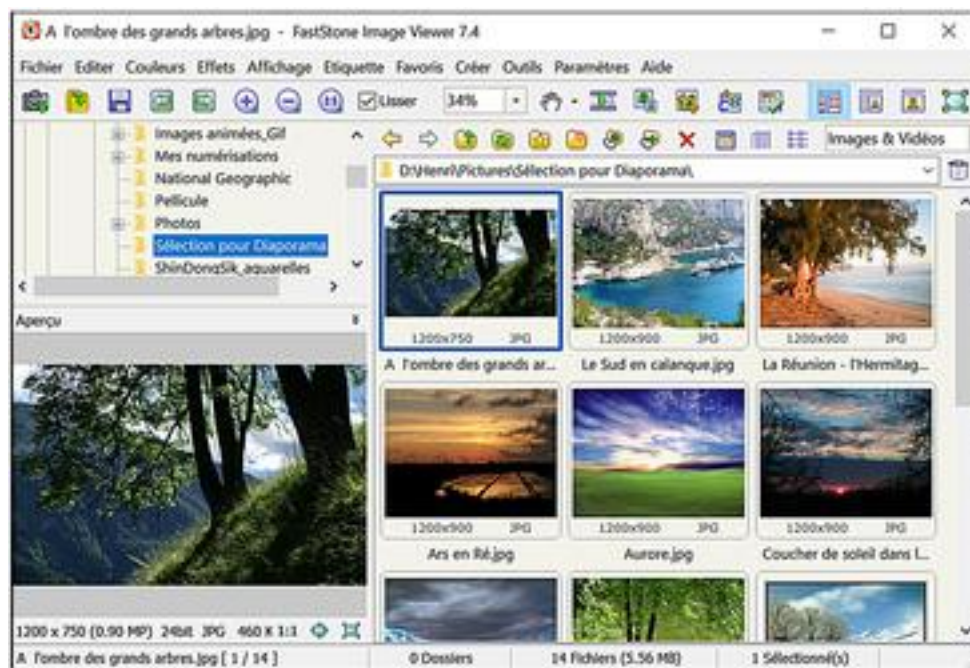 A l'ombre des grands arbres.jpg - FastStone Image Viewer 7.4
Fichier Editer Couleurs Effets Affichage Etiquette Favoris Créer Outils Paramètres Aide
Lisser 34%
Images animées_Gif
Mes numérisations
National Geographic
Pellicule
Photos
Sélection pour Diaporama
ShinDongSik_aquarelles
Aperçu
1200 x 750 (0.90 MP) 24bit JPG 460 K 1:1
A l'ombre des grands arbres.jpg [ 1 / 14 ]
Images & Vidéos
D:\Henri\Pictures\Sélection pour Diaporama\
1200x750 JPG
1200x900 JPG
1200x900 JPG
A l'ombre des grands ar...
Le Sud en calanque.jpg
La Réunion - l'Hermitag...
1200x900 JPG
1200x900 JPG
1200x900 JPG
Ars en Ré.jpg
Aurore.jpg
Coucher de soleil dans l...
0 Dossiers
14 Fichiers (5.56 MB)
1 Sélectionné(s)